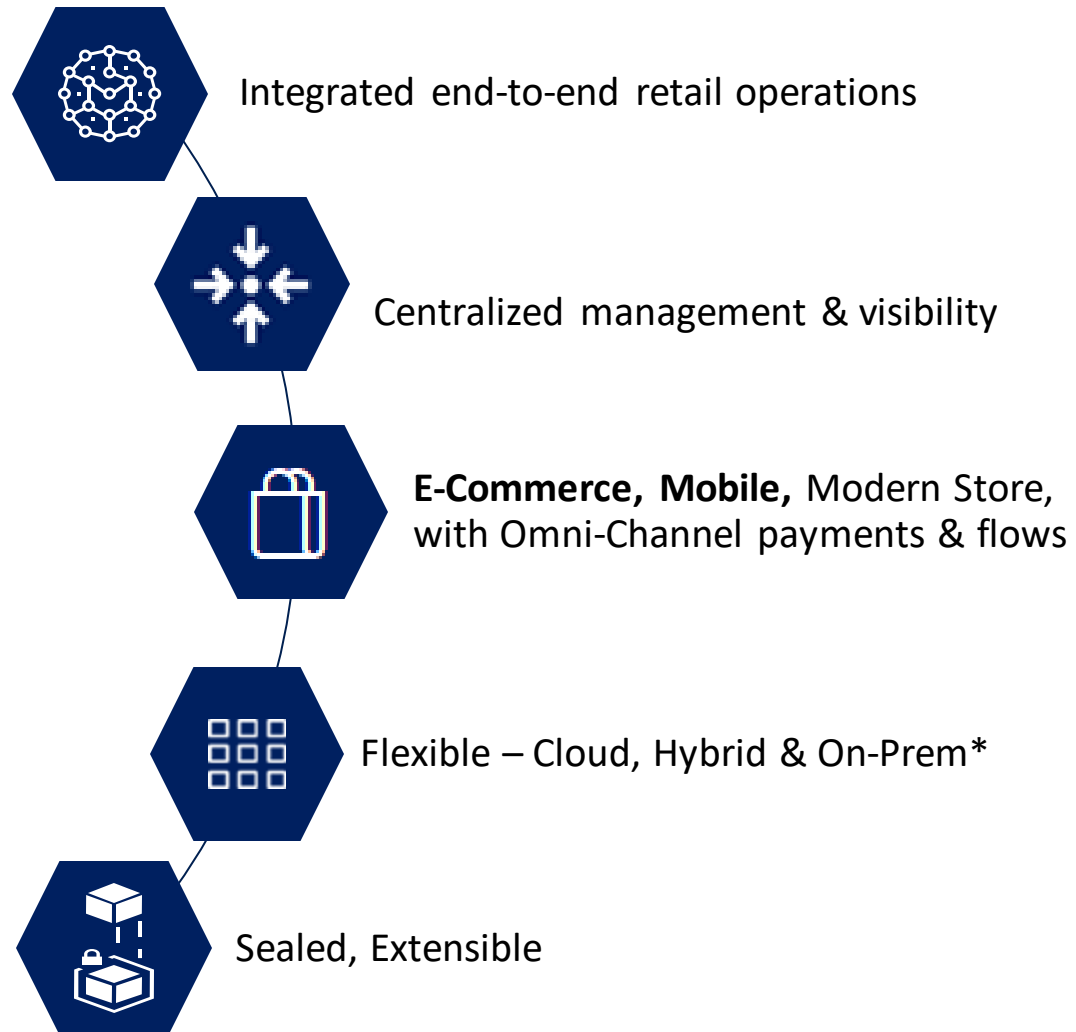 Integrated end-to-end retail operations
Centralized management & visibility
E-Commerce, Mobile, Modern Store,
with Omni-Channel payments & flows
Flexible – Cloud, Hybrid & On-Prem*
Sealed, Extensible